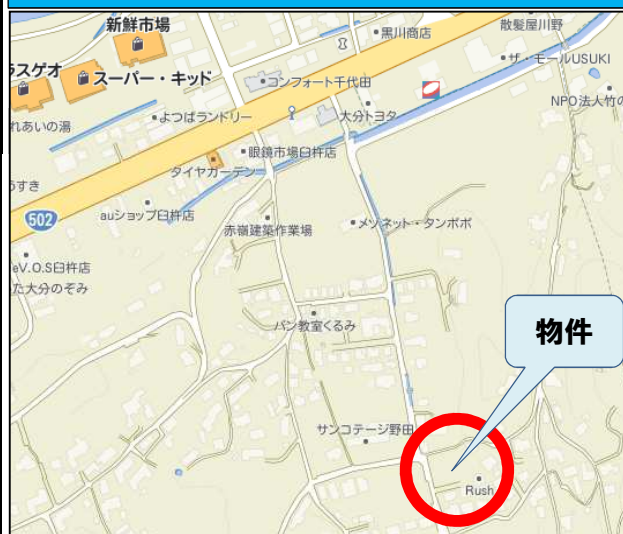 新鮮市場
黒川商店
散髪屋川野
ラスゲオ
スーパー・キッド
ザ・モールUSUKI
コンフォート千代田
NPO法人竹の
れあいの湯
よつばランドリー
大分トヨタ
眼鏡市場臼杵店
タイヤガーデン
うすき
502
auショップ臼杵店
赤嶺建築作業場
メゾネット・タンポポ
eV.O.S臼杵店
た大分のぞみ
物件
パン教室くるみ
サンコテージ野田
Rush